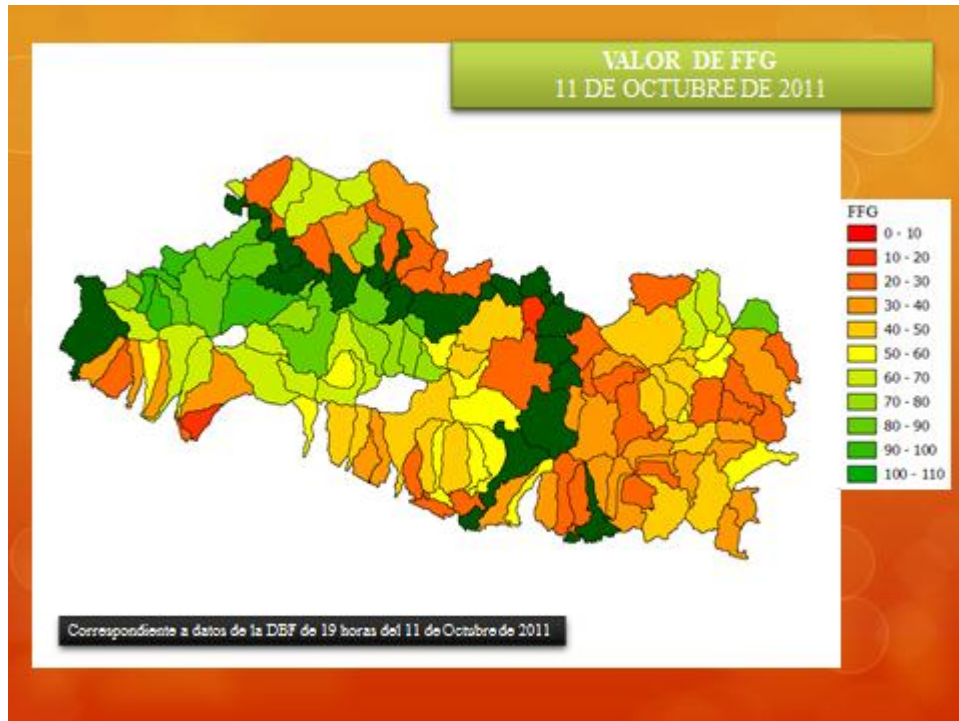 VALOR DE FFG
11 DE OCTUBRE DE 2011
FFG
0 - 10
10 - 20
20 - 30
30 - 40
40 - 50
50 - 60
60 - 70
70 - 80
80 - 90
90 - 100
100 - 110
Correspondiente a datos de la DBF de 19 horas del 11 de Octubre de 2011